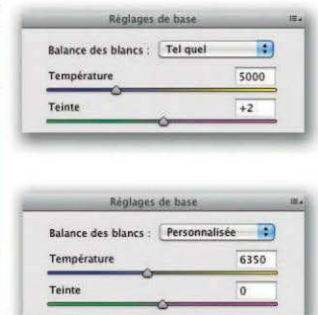 Réglages de base
Balance des blancs : Tel quel
Température 5000
Teinte +2
Réglages de base
Balance des blancs : Personnalisée
Température 6350
Teinte 0